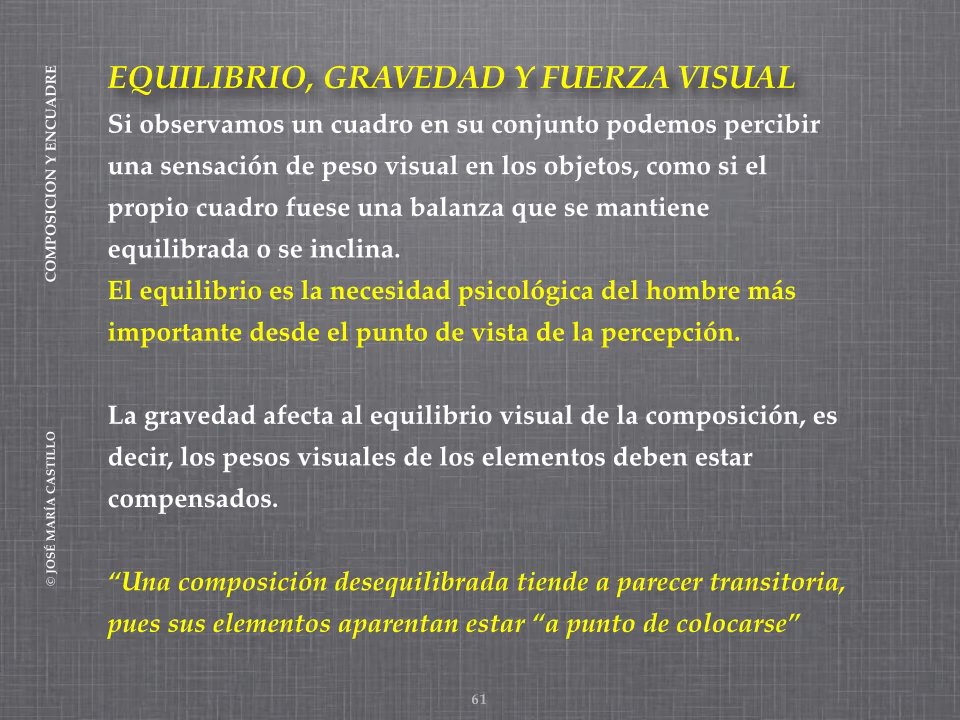 COMPOSICION Y ENCUADRE
© JOSÉ MARÍA CASTILLO
EQUILIBRIO, GRAVEDAD Y FUERZA VISUAL
Si observamos un cuadro en su conjunto podemos percibir
una sensación de peso visual en los objetos, como si el
propio cuadro fuese una balanza que se mantiene
equilibrada o se inclina.
El equilibrio es la necesidad psicológica del hombre más
importante desde el punto de vista de la percepción.
La gravedad afecta al equilibrio visual de la composición, es
decir, los pesos visuales de los elementos deben estar
compensados.
“Una composición desequilibrada tiende a parecer transitoria,
pues sus elementos aparentan estar “a punto de colocarse”
61